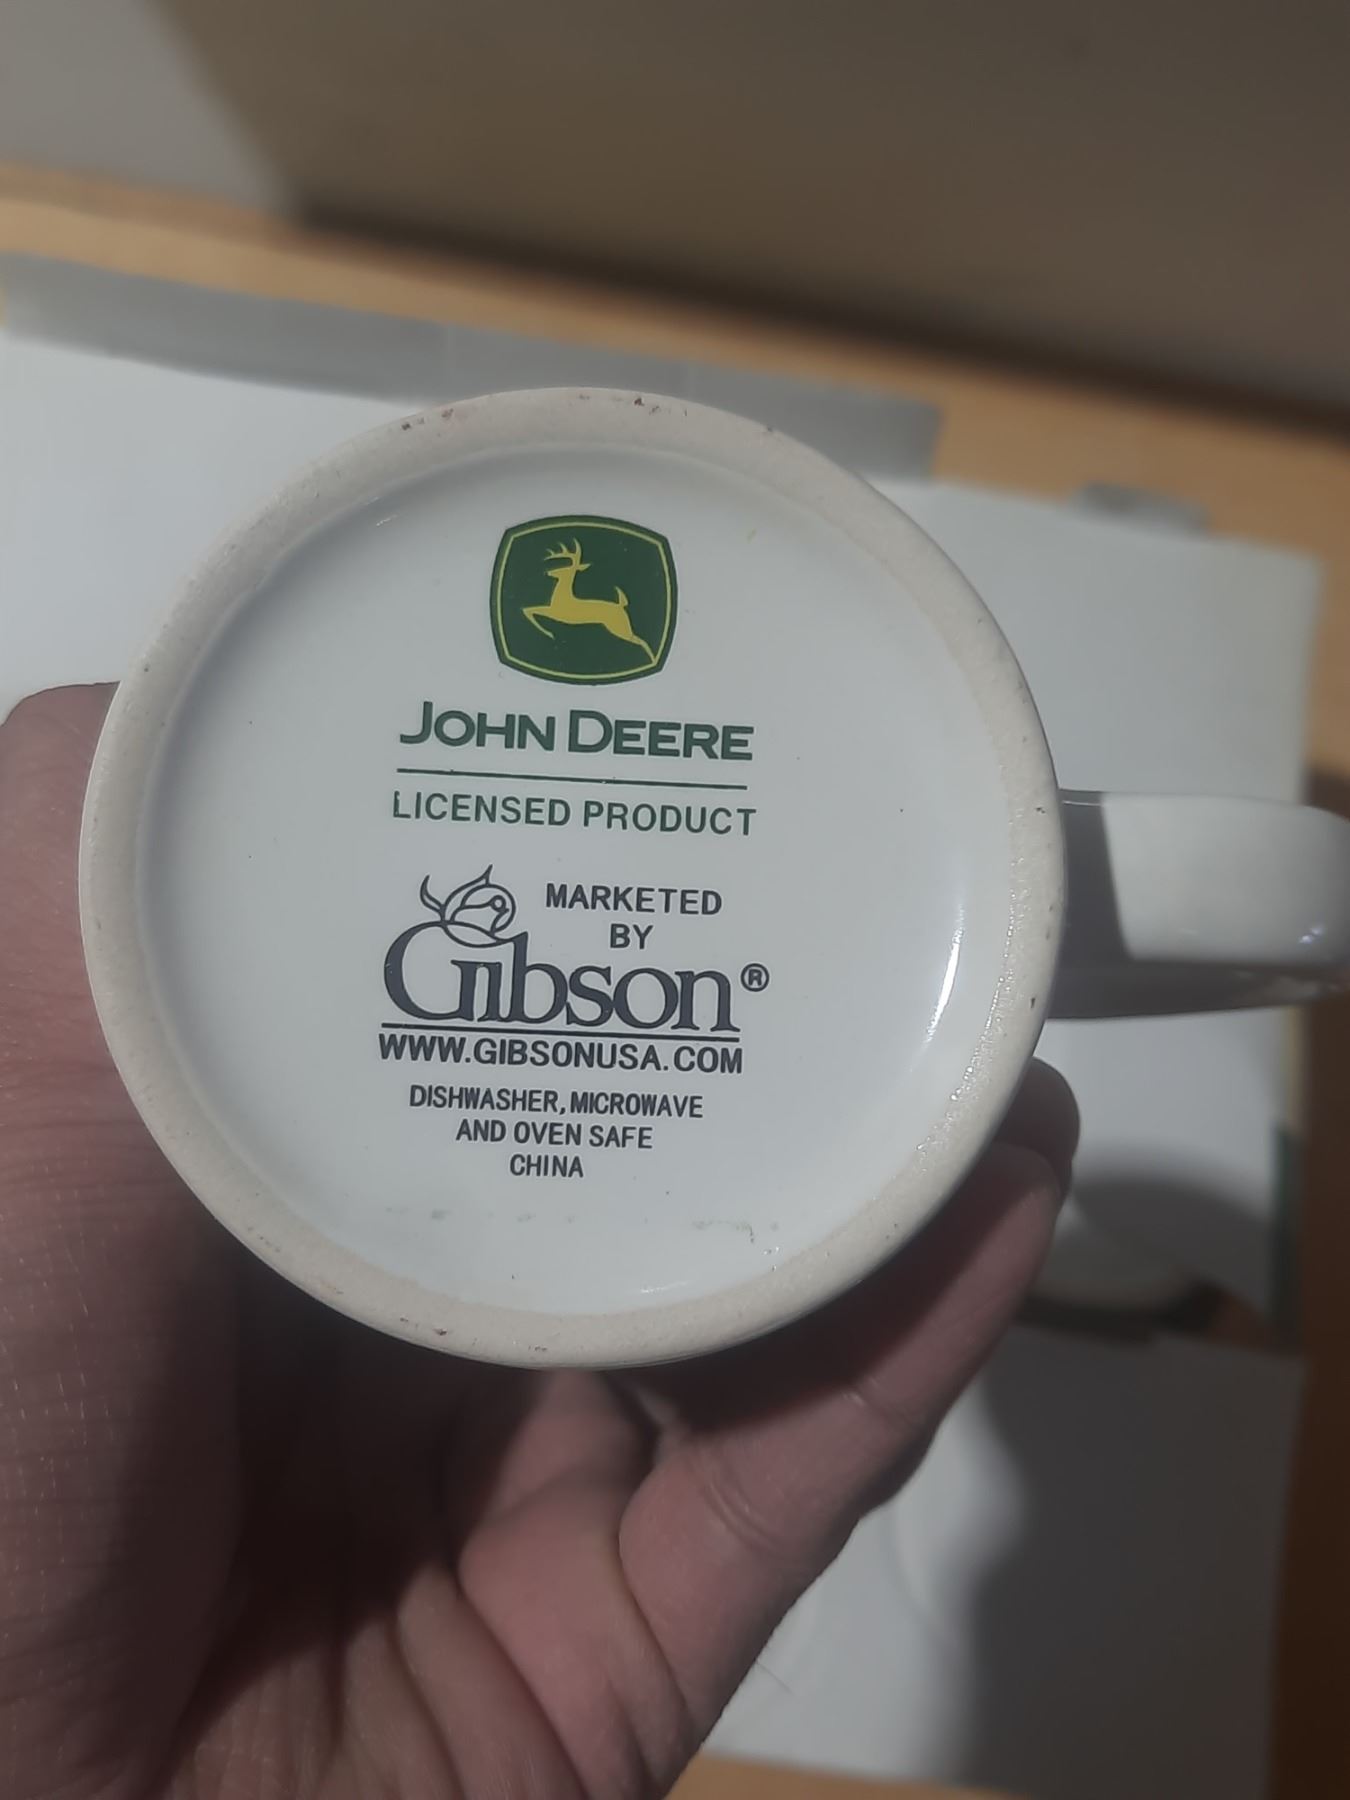 JOHN DEERE
LICENSED PRODUCT
MARKETED
BY
Gibson®
WWW.GIBSONUSA.COM
DISHWASHER, MICROWAVE
AND OVEN SAFE
CHINA